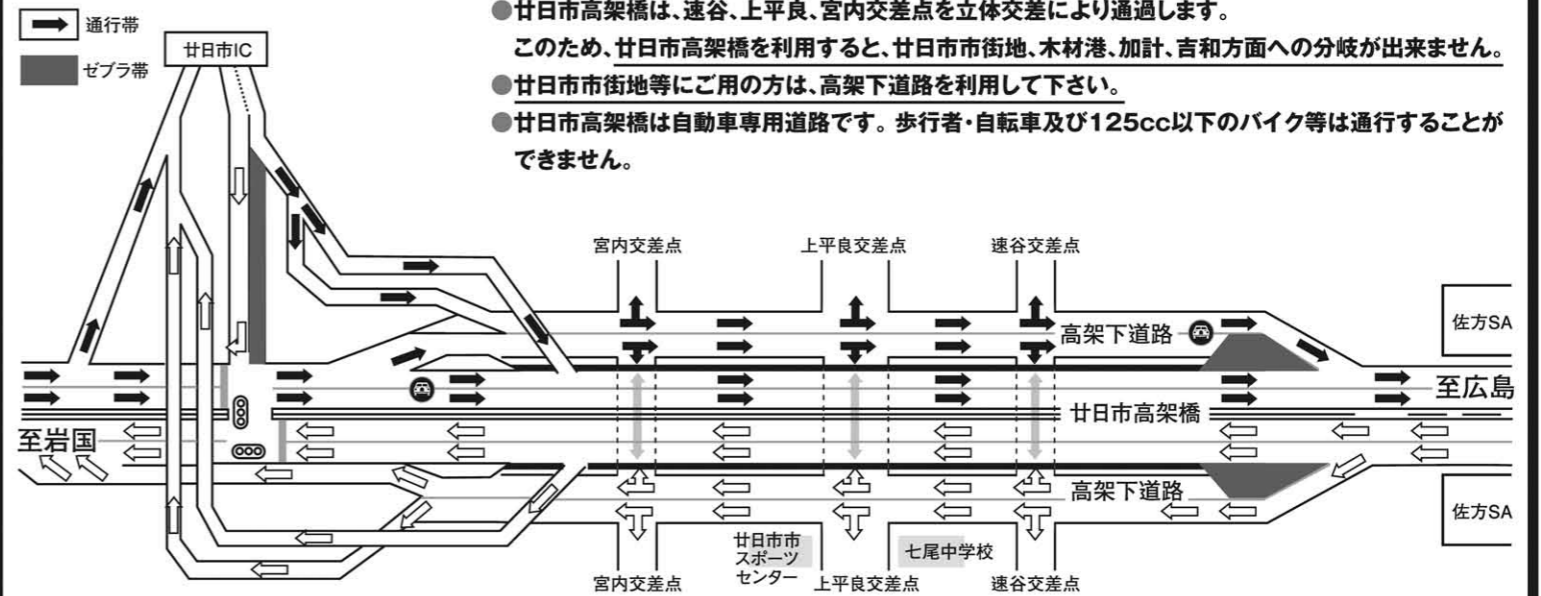 通行帯
ゼブラ帯
廿日市IC
●廿日市高架橋は、速谷、上平良、宮内交差点を立体交差により通過します。
このため、廿日市高架橋を利用すると、廿日市市街地、木材港、加計、吉和方面への分岐が出来ません。
●廿日市市街地等にご用の方は、高架下道路を利用して下さい。
●廿日市高架橋は自動車専用道路です。歩行者・自転車及び125cc以下のバイク等は通行することが
できません。
宮内交差点
上平良交差点
速谷交差点
高架下道路
佐方SA
至広島
廿日市高架橋
至岩国
高架下道路
佐方SA
廿日市市
スポーツ
センター
七尾中学校
宮内交差点
上平良交差点
速谷交差点